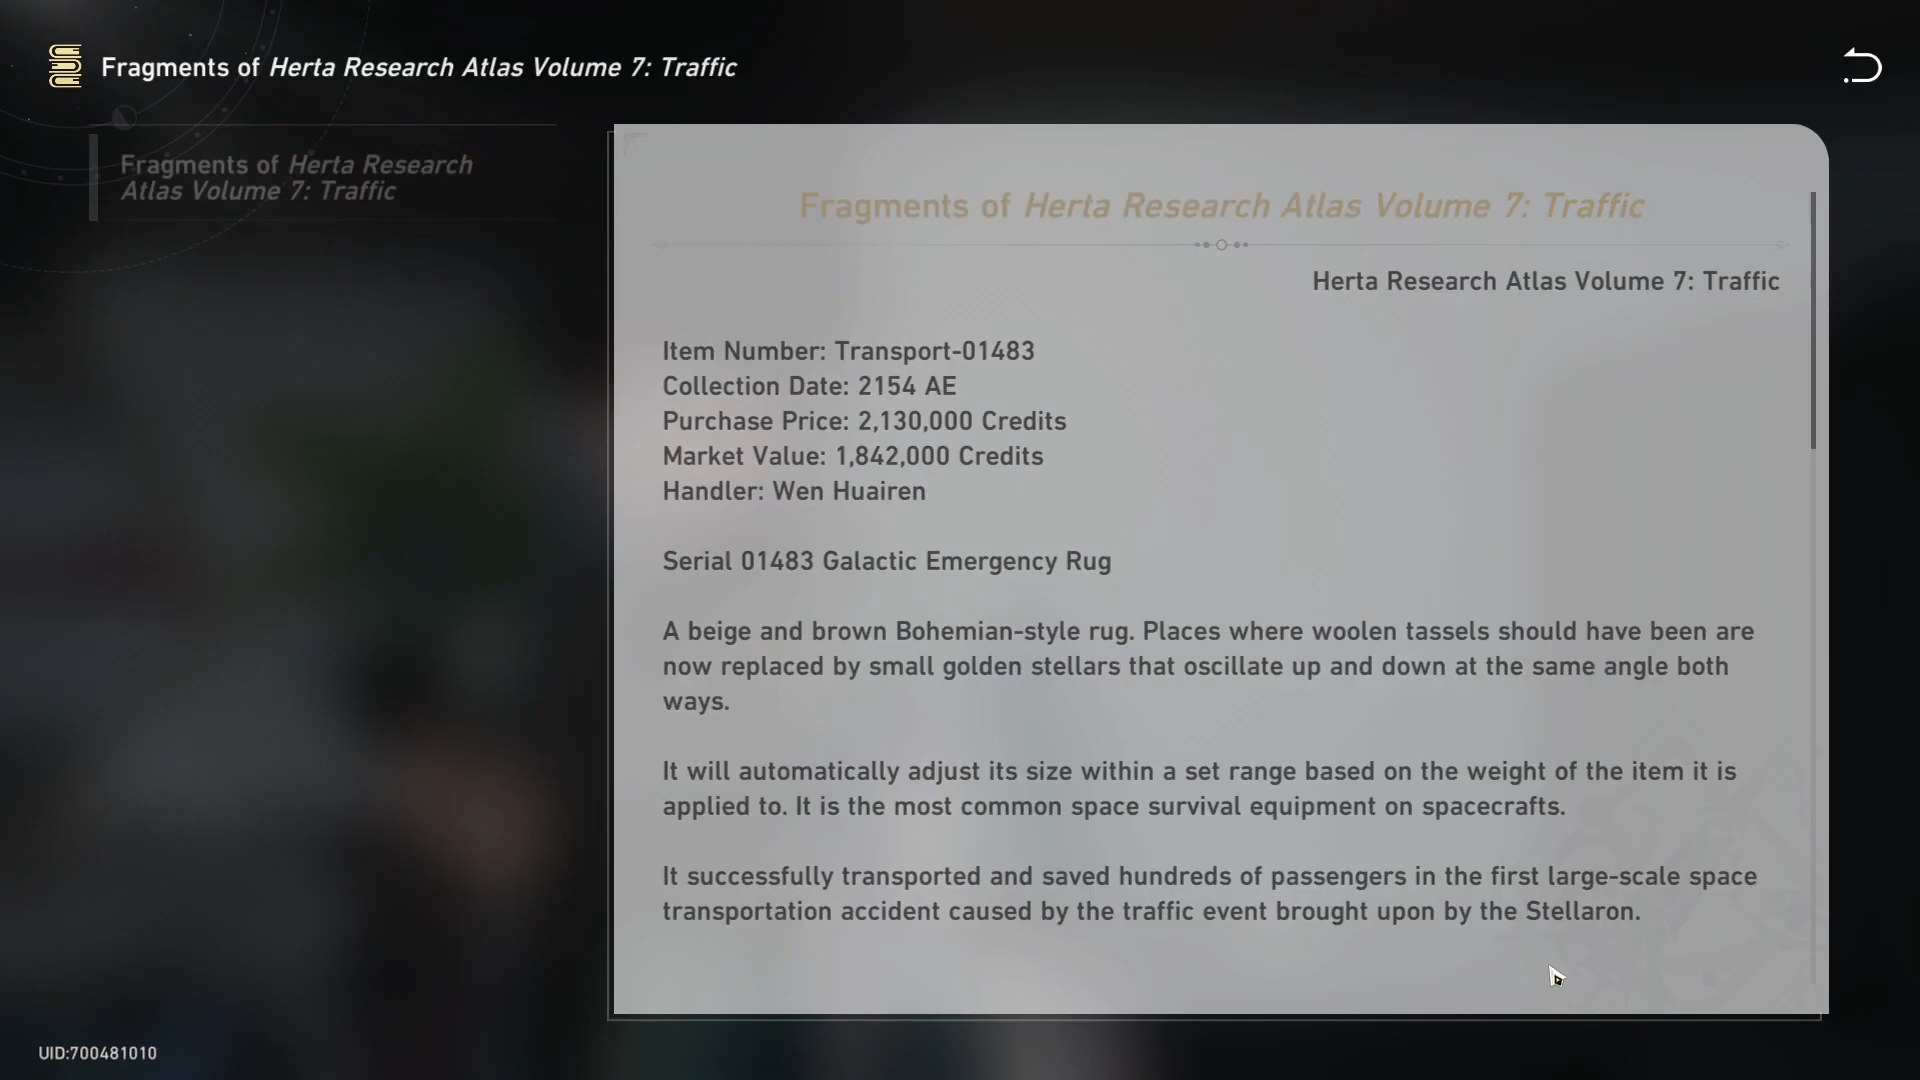 Fragments of Herta Research Atlas Volume 7: Traffic
Fragments of Herta Research
Atlas Volume 7: Traffic
Fragments of Herta Research Atlas Volume 7: Traffic
Herta Research Atlas Volume 7: Traffic
Item Number: Transport-01483
Collection Date: 2154 AE
Purchase Price: 2,130,000 Credits
Market Value: 1,842,000 Credits
Handler: Wen Huairen
Serial 01483 Galactic Emergency Rug
A beige and brown Bohemian-style rug. Places where woolen tassels should have been are
now replaced by small golden stellars that oscillate up and down at the same angle both
ways.
It will automatically adjust its size within a set range based on the weight of the item it is
applied to. It is the most common space survival equipment on spacecrafts.
It successfully transported and saved hundreds of passengers in the first large-scale space
transportation accident caused by the traffic event brought upon by the Stellaron.
UID:700481010